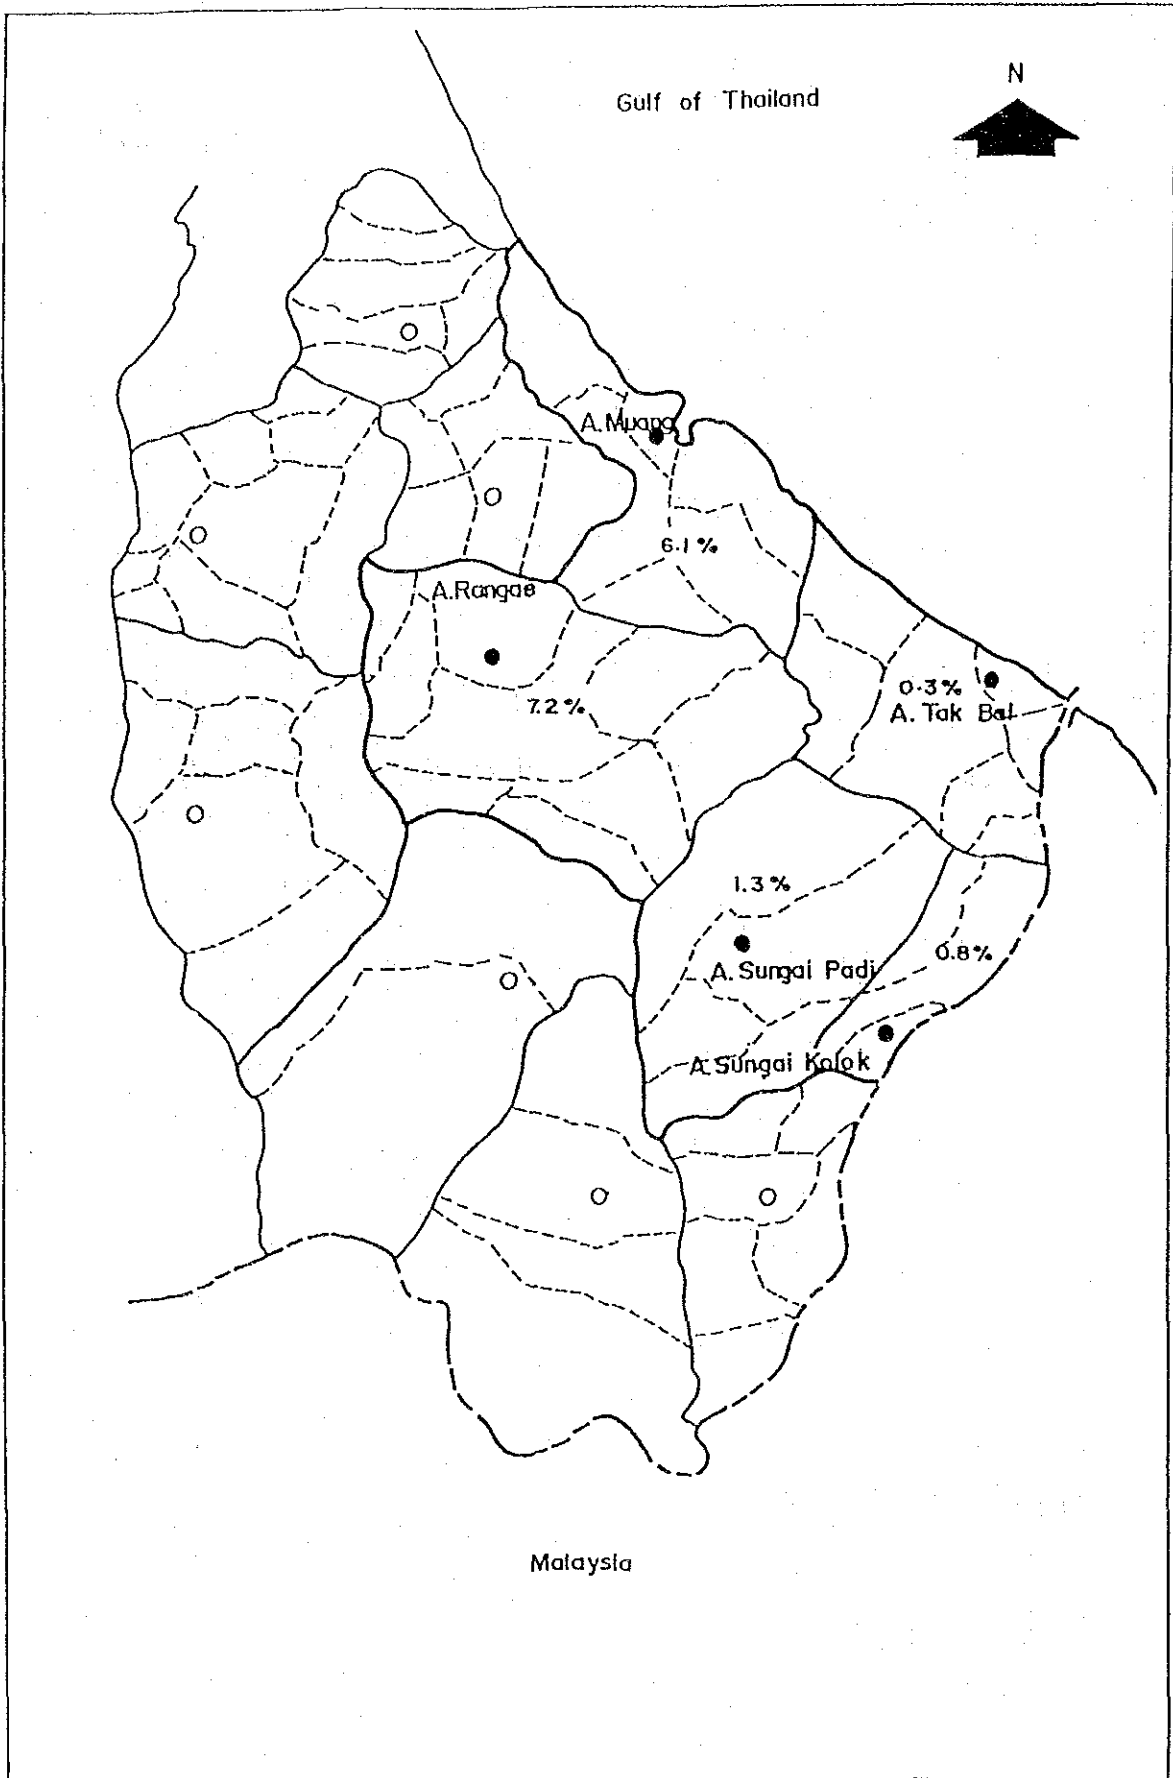 N
Gulf of Thailand
A.Muang
6.1%
A.Rangae
7.2%
0.3%
A. Tak Bai
1.3%
0.8%
A. Sungai Padi
A. Sungai Kolok
Malaysia